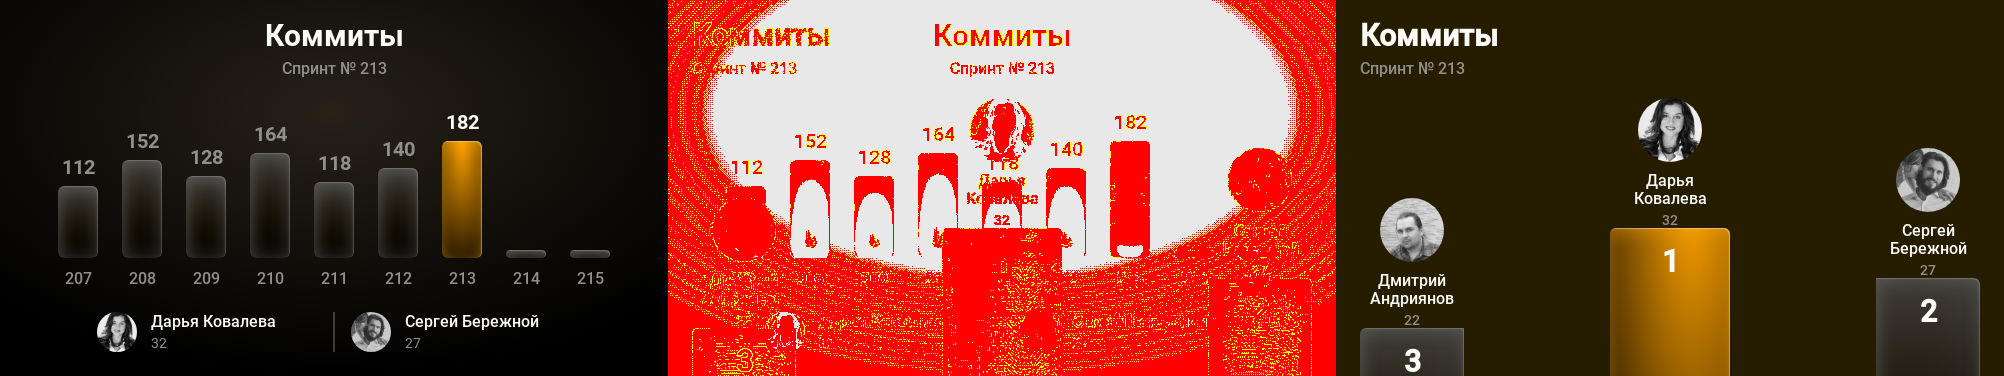 Коммиты
Спринт № 213
182
164
152
140
128
118
112
207 208 209 210 211 212 213 214 215
Дарья Ковалева
32
Сергей Бережной
27
Коммиты
Коммиты
Спринт № 213
Спринт № 213
182
164
152
140
128
118
112
Дарья
Ковалева
32
3
Коммиты
Спринт № 213
Дарья
Ковалева
32
1
Сергей
Бережной
27
2
Дмитрий
Андриянов
22
3